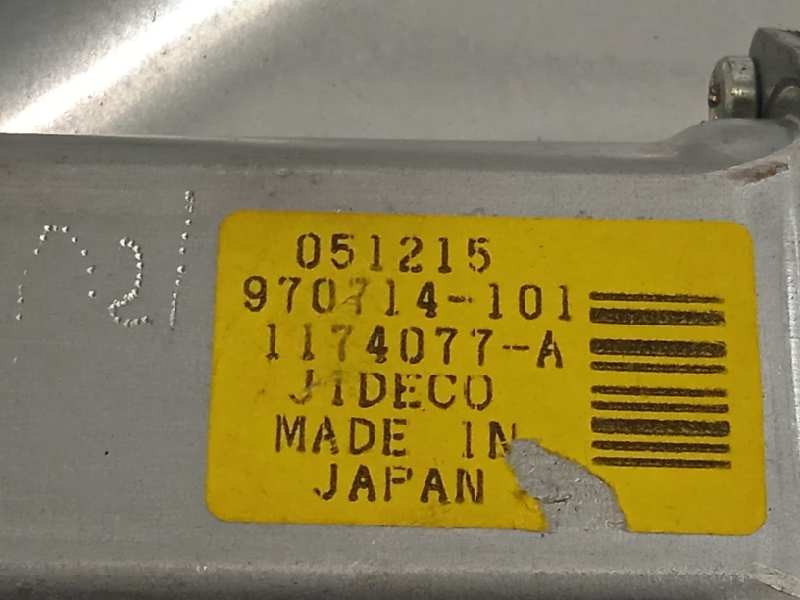 051215
970714-101
1174077-A
JIDECO
MADE IN
JAPAN